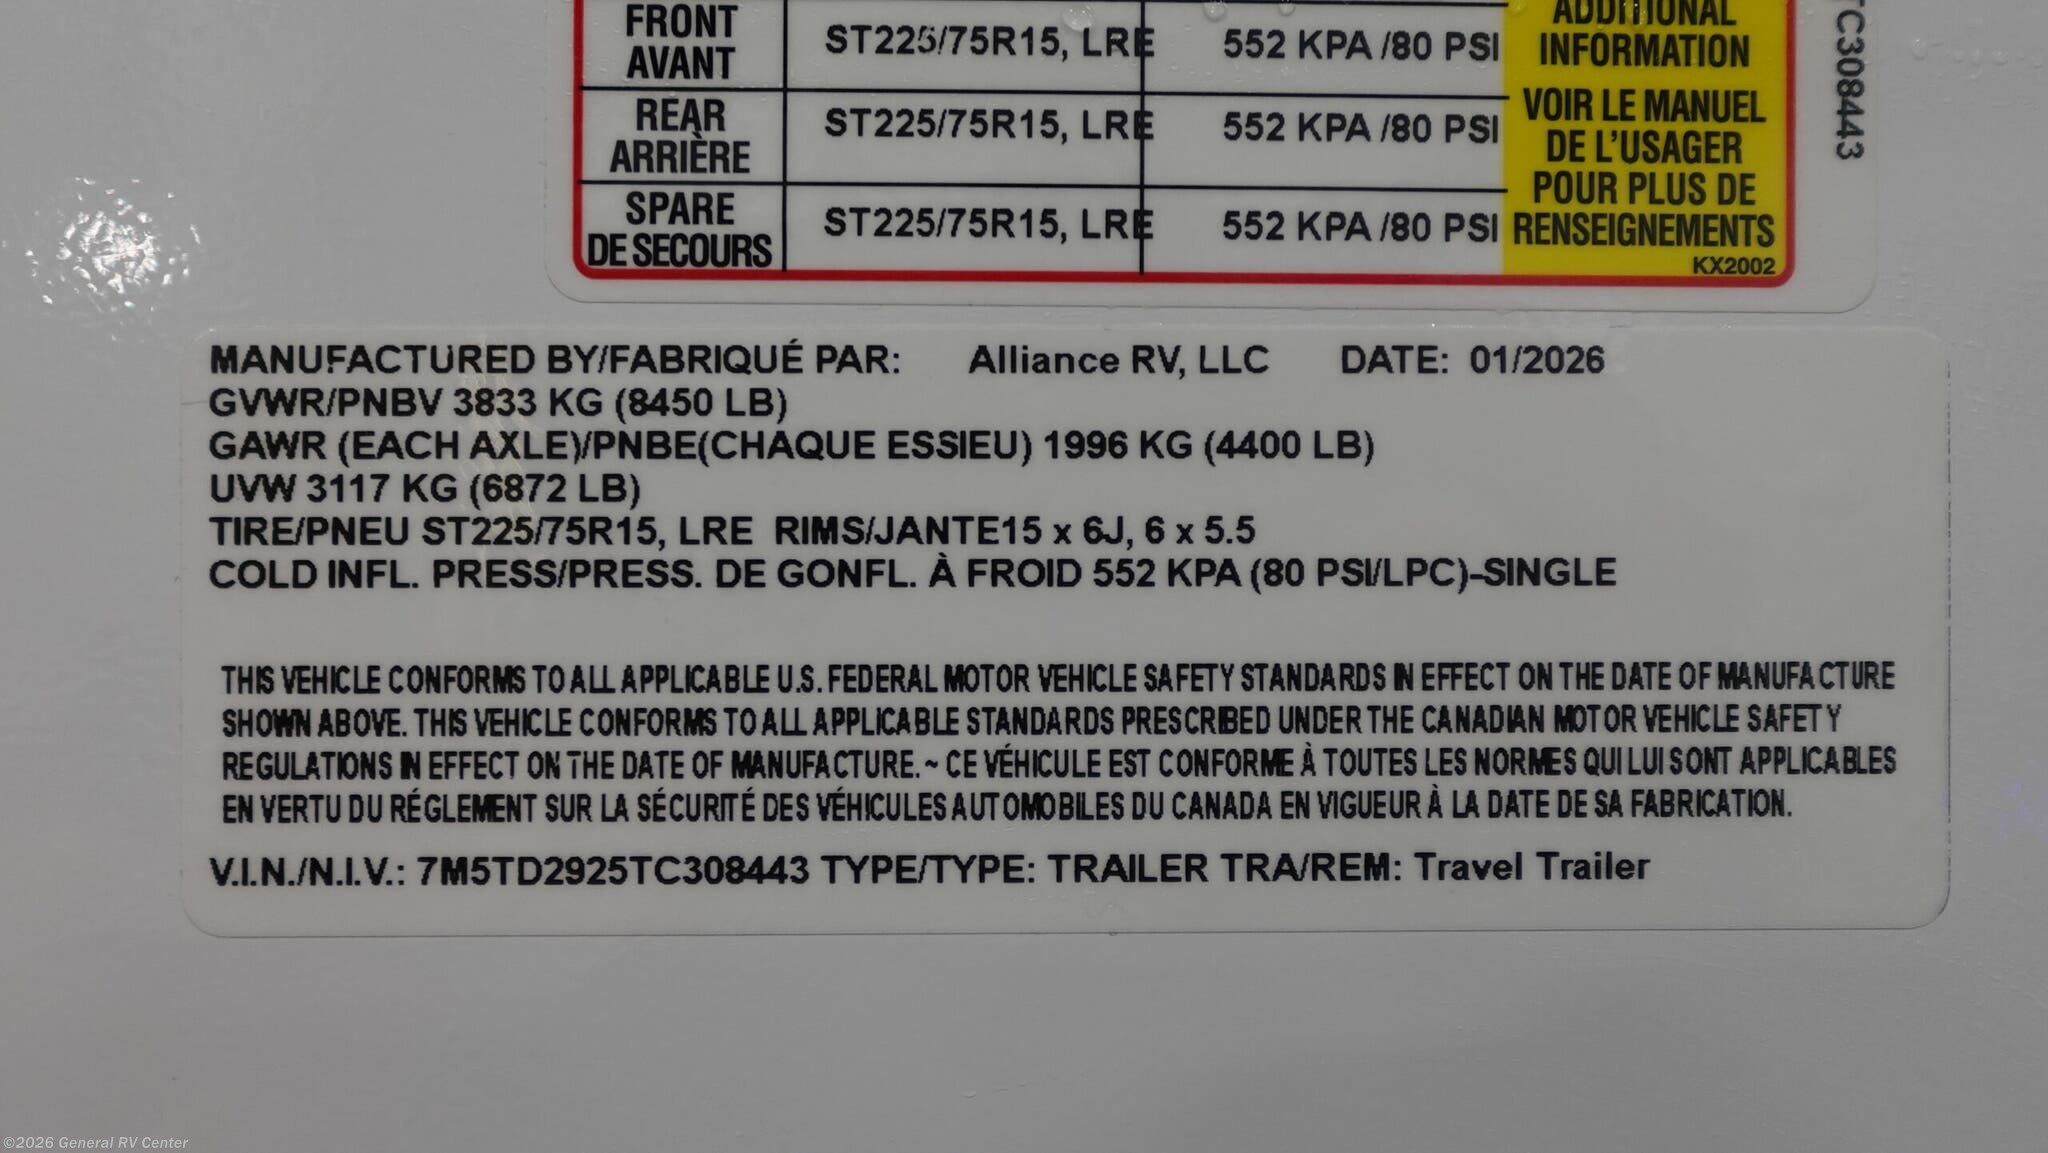 FRONT
AVANT
ST225/75R15, LRE
552 KPA /80 PSI
REAR
ARRIÈRE
ST225/75R15, LRE
552 KPA /80 PSI
SPARE
DE SECOURS
ST225/75R15, LRE
552 KPA /80 PSI
ADDITIONAL
INFORMATION
VOIR LE MANUEL
DE L'USAGER
POUR PLUS DE
RENSEIGNEMENTS
KX2002
TC308443
MANUFACTURED BY/FABRIQUÉ PAR: Alliance RV, LLC DATE: 01/2026
GVWR/PNBV 3833 KG (8450 LB)
GAWR (EACH AXLE)/PNBE(CHAQUE ESSIEU) 1996 KG (4400 LB)
UVW 3117 KG (6872 LB)
TIRE/PNEU ST225/75R15, LRE RIMS/JANTE15 x 6J, 6 x 5.5
COLD INFL. PRESS/PRESS. DE GONFL. À FROID 552 KPA (80 PSI/LPC)-SINGLE
THIS VEHICLE CONFORMS TO ALL APPLICABLE U.S. FEDERAL MOTOR VEHICLE SAFETY STANDARDS IN EFFECT ON THE DATE OF MANUFACTURE
SHOWN ABOVE. THIS VEHICLE CONFORMS TO ALL APPLICABLE STANDARDS PRESCRIBED UNDER THE CANADIAN MOTOR VEHICLE SAFETY
REGULATIONS IN EFFECT ON THE DATE OF MANUFACTURE. ~ CE VÉHICULE EST CONFORME À TOUTES LES NORMES QUI LUI SONT APPLICABLES
EN VERTU DU RÉGLEMENT SUR LA SÉCURITÉ DES VÉHICULES AUTOMOBILES DU CANADA EN VIGUEUR À LA DATE DE SA FABRICATION.
V.I.N./N.I.V.: 7M5TD2925TC308443 TYPE/TYPE: TRAILER TRA/REM: Travel Trailer
©2026 General RV Center